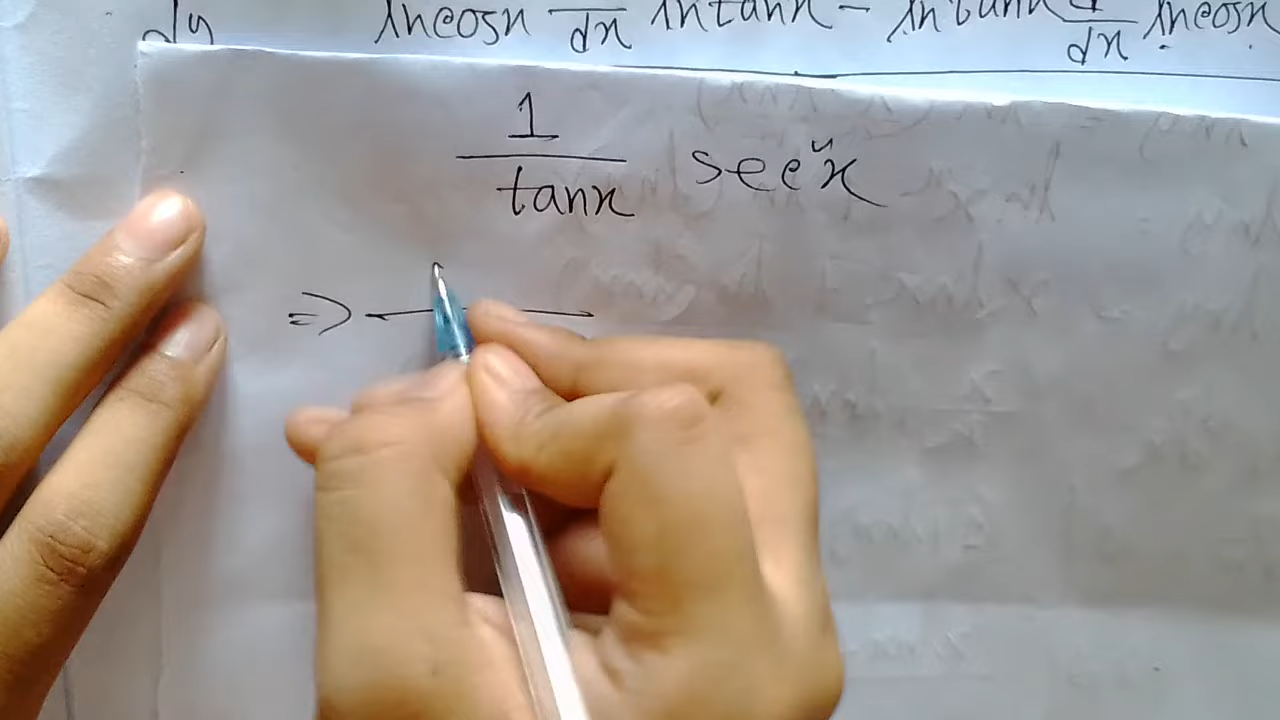 dy lncosx d/dx lntanx - lntanx d/dx lncosx
1/tanx sec²x
⇒